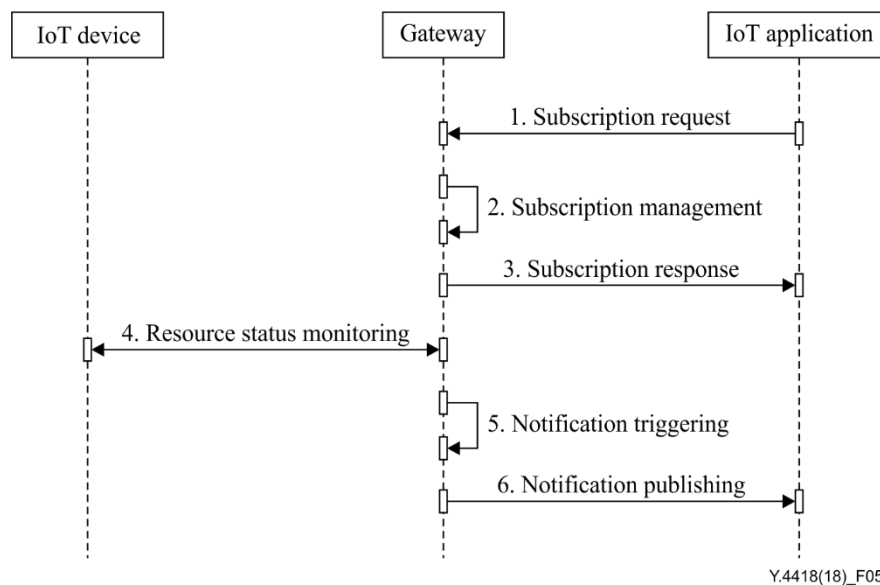 IoT device
Gateway
IoT application
1. Subscription request
2. Subscription management
3. Subscription response
4. Resource status monitoring
5. Notification triggering
6. Notification publishing
Y.4418(18)_F05